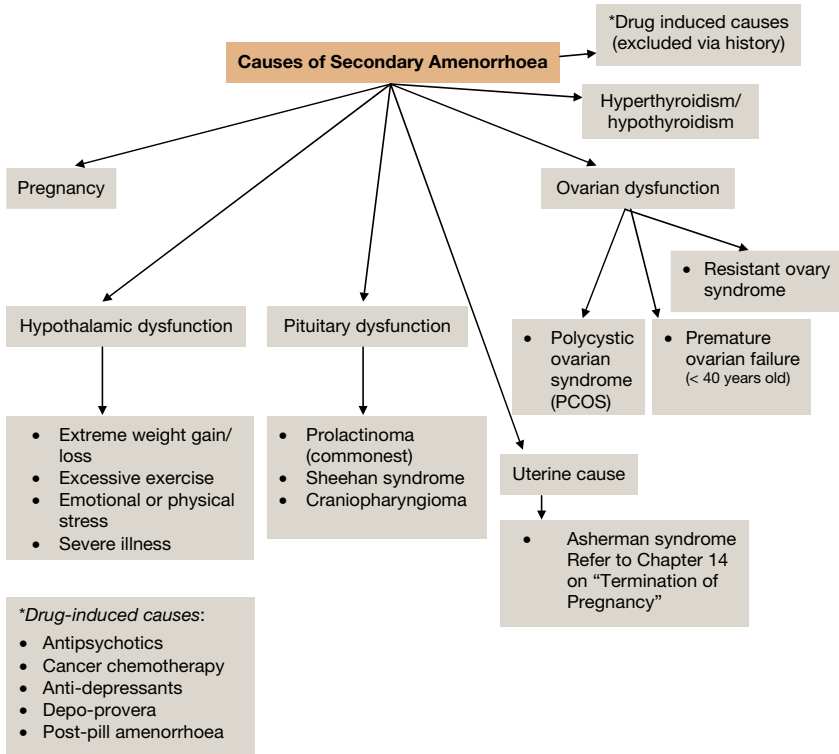 Causes of Secondary Amenorrhoea
*Drug induced causes
(excluded via history)
Hyperthyroidism/
hypothyroidism
Pregnancy
Ovarian dysfunction
• Resistant ovary
syndrome
• Polycystic
ovarian
syndrome
(PCOS)
• Premature
ovarian failure
(< 40 years old)
Hypothalamic dysfunction
• Extreme weight gain/
loss
• Excessive exercise
• Emotional or physical
stress
• Severe illness
Pituitary dysfunction
• Prolactinoma
(commonest)
• Sheehan syndrome
• Craniopharyngioma
Uterine cause
• Asherman syndrome
Refer to Chapter 14
on “Termination of
Pregnancy”
*Drug-induced causes:
• Antipsychotics
• Cancer chemotherapy
• Anti-depressants
• Depo-provera
• Post-pill amenorrhoea